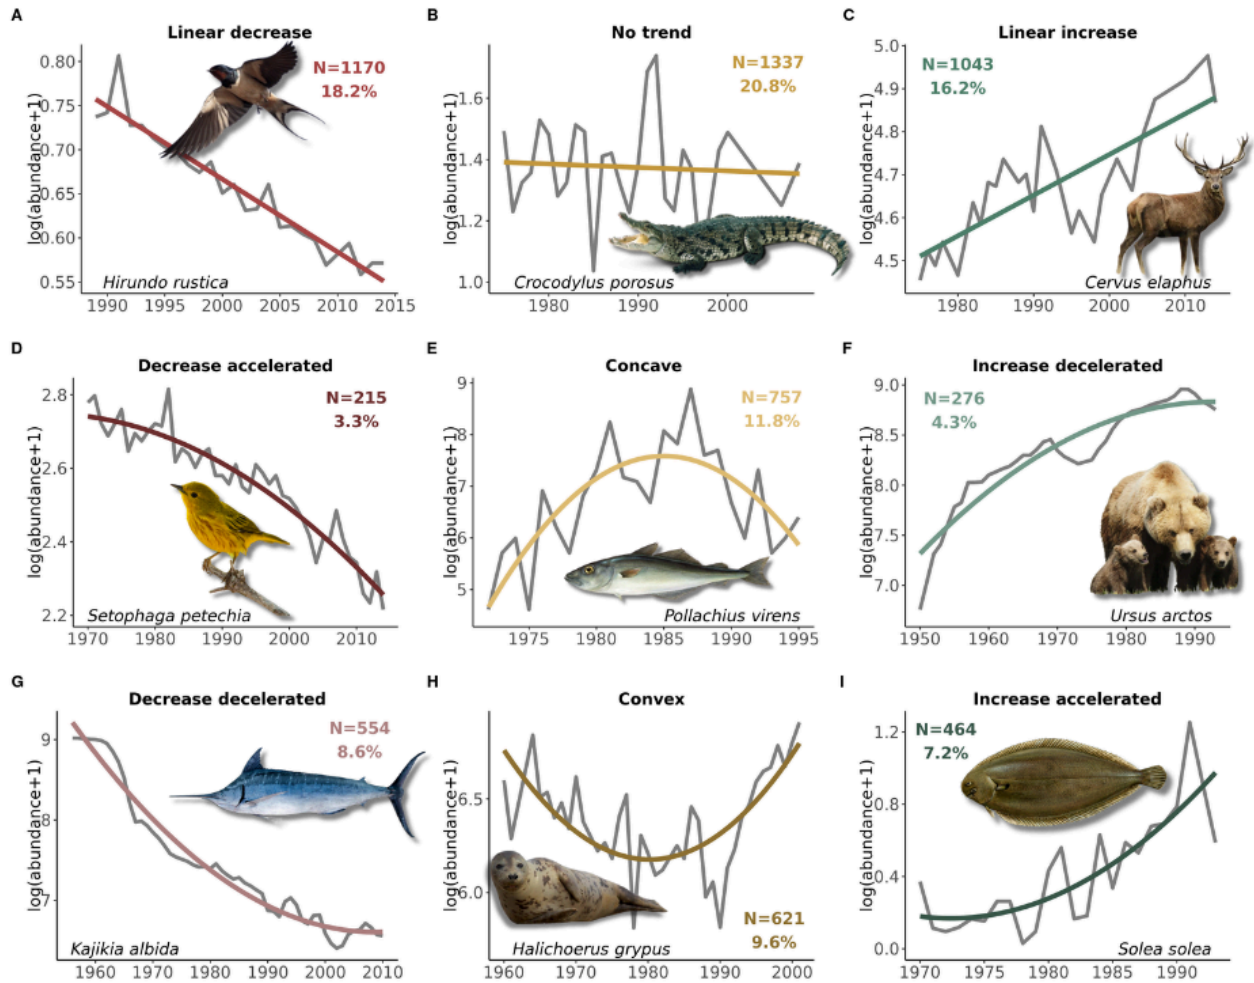 A
Linear decrease
N=1170
18.2%
log(abundance+1)
0.80
0.75
0.70
0.65
0.60
0.55
Hirundo rustica
1990 1995 2000 2005 2010 2015
B
No trend
N=1337
20.8%
log(abundance+1)
1.6
1.4
1.2
1.0
Crocodylus porosus
1980 1990 2000
C
Linear increase
N=1043
16.2%
log(abundance+1)
5.0
4.9
4.8
4.7
4.6
4.5
Cervus elaphus
1980 1990 2000 2010
D
Decrease accelerated
N=215
3.3%
log(abundance+1)
2.8
2.6
2.4
2.2
Setophaga petechia
1970 1980 1990 2000 2010
E
Concave
N=757
11.8%
log(abundance+1)
9
8
7
6
5
Pollachius virens
1975 1980 1985 1990 1995
F
Increase decelerated
N=276
4.3%
log(abundance+1)
9.0
8.5
8.0
7.5
7.0
Ursus arctos
1950 1960 1970 1980 1990
G
Decrease decelerated
N=554
8.6%
log(abundance+1)
9
8
7
Kajikia albida
1960 1970 1980 1990 2000 2010
H
Convex
log(abundance+1)
6.5
6.0
N=621
9.6%
Halichoerus grypus
1960 1970 1980 1990 2000
I
Increase accelerated
N=464
7.2%
log(abundance+1)
1.2
0.8
0.4
0.0
Solea solea
1970 1975 1980 1985 1990